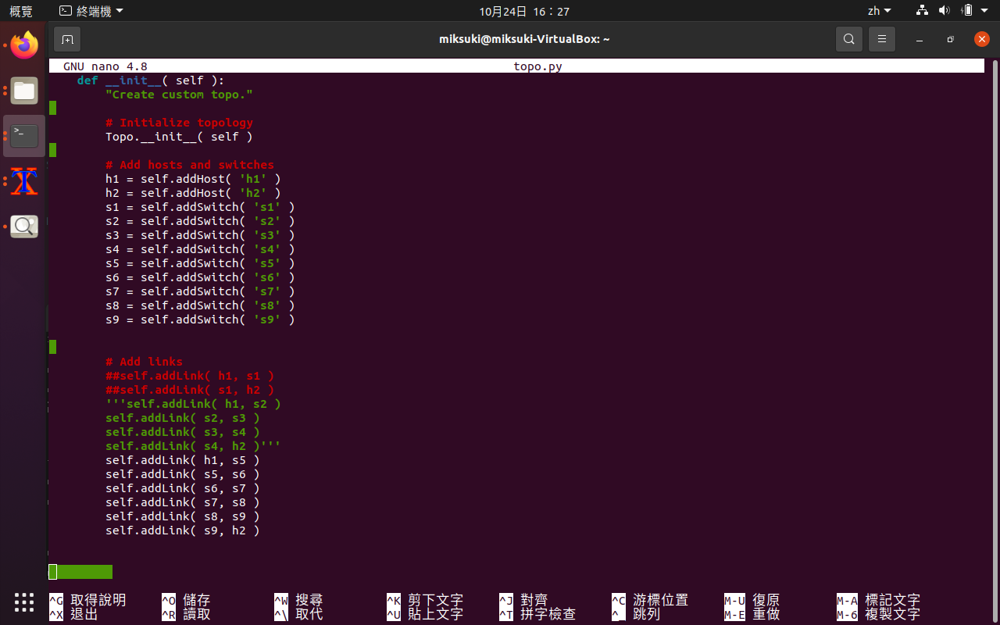 概覽 終端機 10月24日 16:27 zh
miksuki@miksuki-VirtualBox: ~
GNU nano 4.8 topo.py
def __init__( self ):
"Create custom topo."
# Initialize topology
Topo.__init__( self )
# Add hosts and switches
h1 = self.addHost( 'h1' )
h2 = self.addHost( 'h2' )
s1 = self.addSwitch( 's1' )
s2 = self.addSwitch( 's2' )
s3 = self.addSwitch( 's3' )
s4 = self.addSwitch( 's4' )
s5 = self.addSwitch( 's5' )
s6 = self.addSwitch( 's6' )
s7 = self.addSwitch( 's7' )
s8 = self.addSwitch( 's8' )
s9 = self.addSwitch( 's9' )
# Add links
##self.addLink( h1, s1 )
##self.addLink( s1, h2 )
'''self.addLink( h1, s2 )
self.addLink( s2, s3 )
self.addLink( s3, s4 )
self.addLink( s4, h2 )'''
self.addLink( h1, s5 )
self.addLink( s5, s6 )
self.addLink( s6, s7 )
self.addLink( s7, s8 )
self.addLink( s8, s9 )
self.addLink( s9, h2 )
^G 取得說明 ^O 儲存 ^W 搜尋 ^K 剪下文字 ^J 對齊 ^C 游標位置 M-U 復原 M-A 標記文字
^X 退出 ^R 讀取 ^\ 取代 ^U 貼上文字 ^T 拼字檢查 ^_ 跳列 M-E 重做 M-6 複製文字